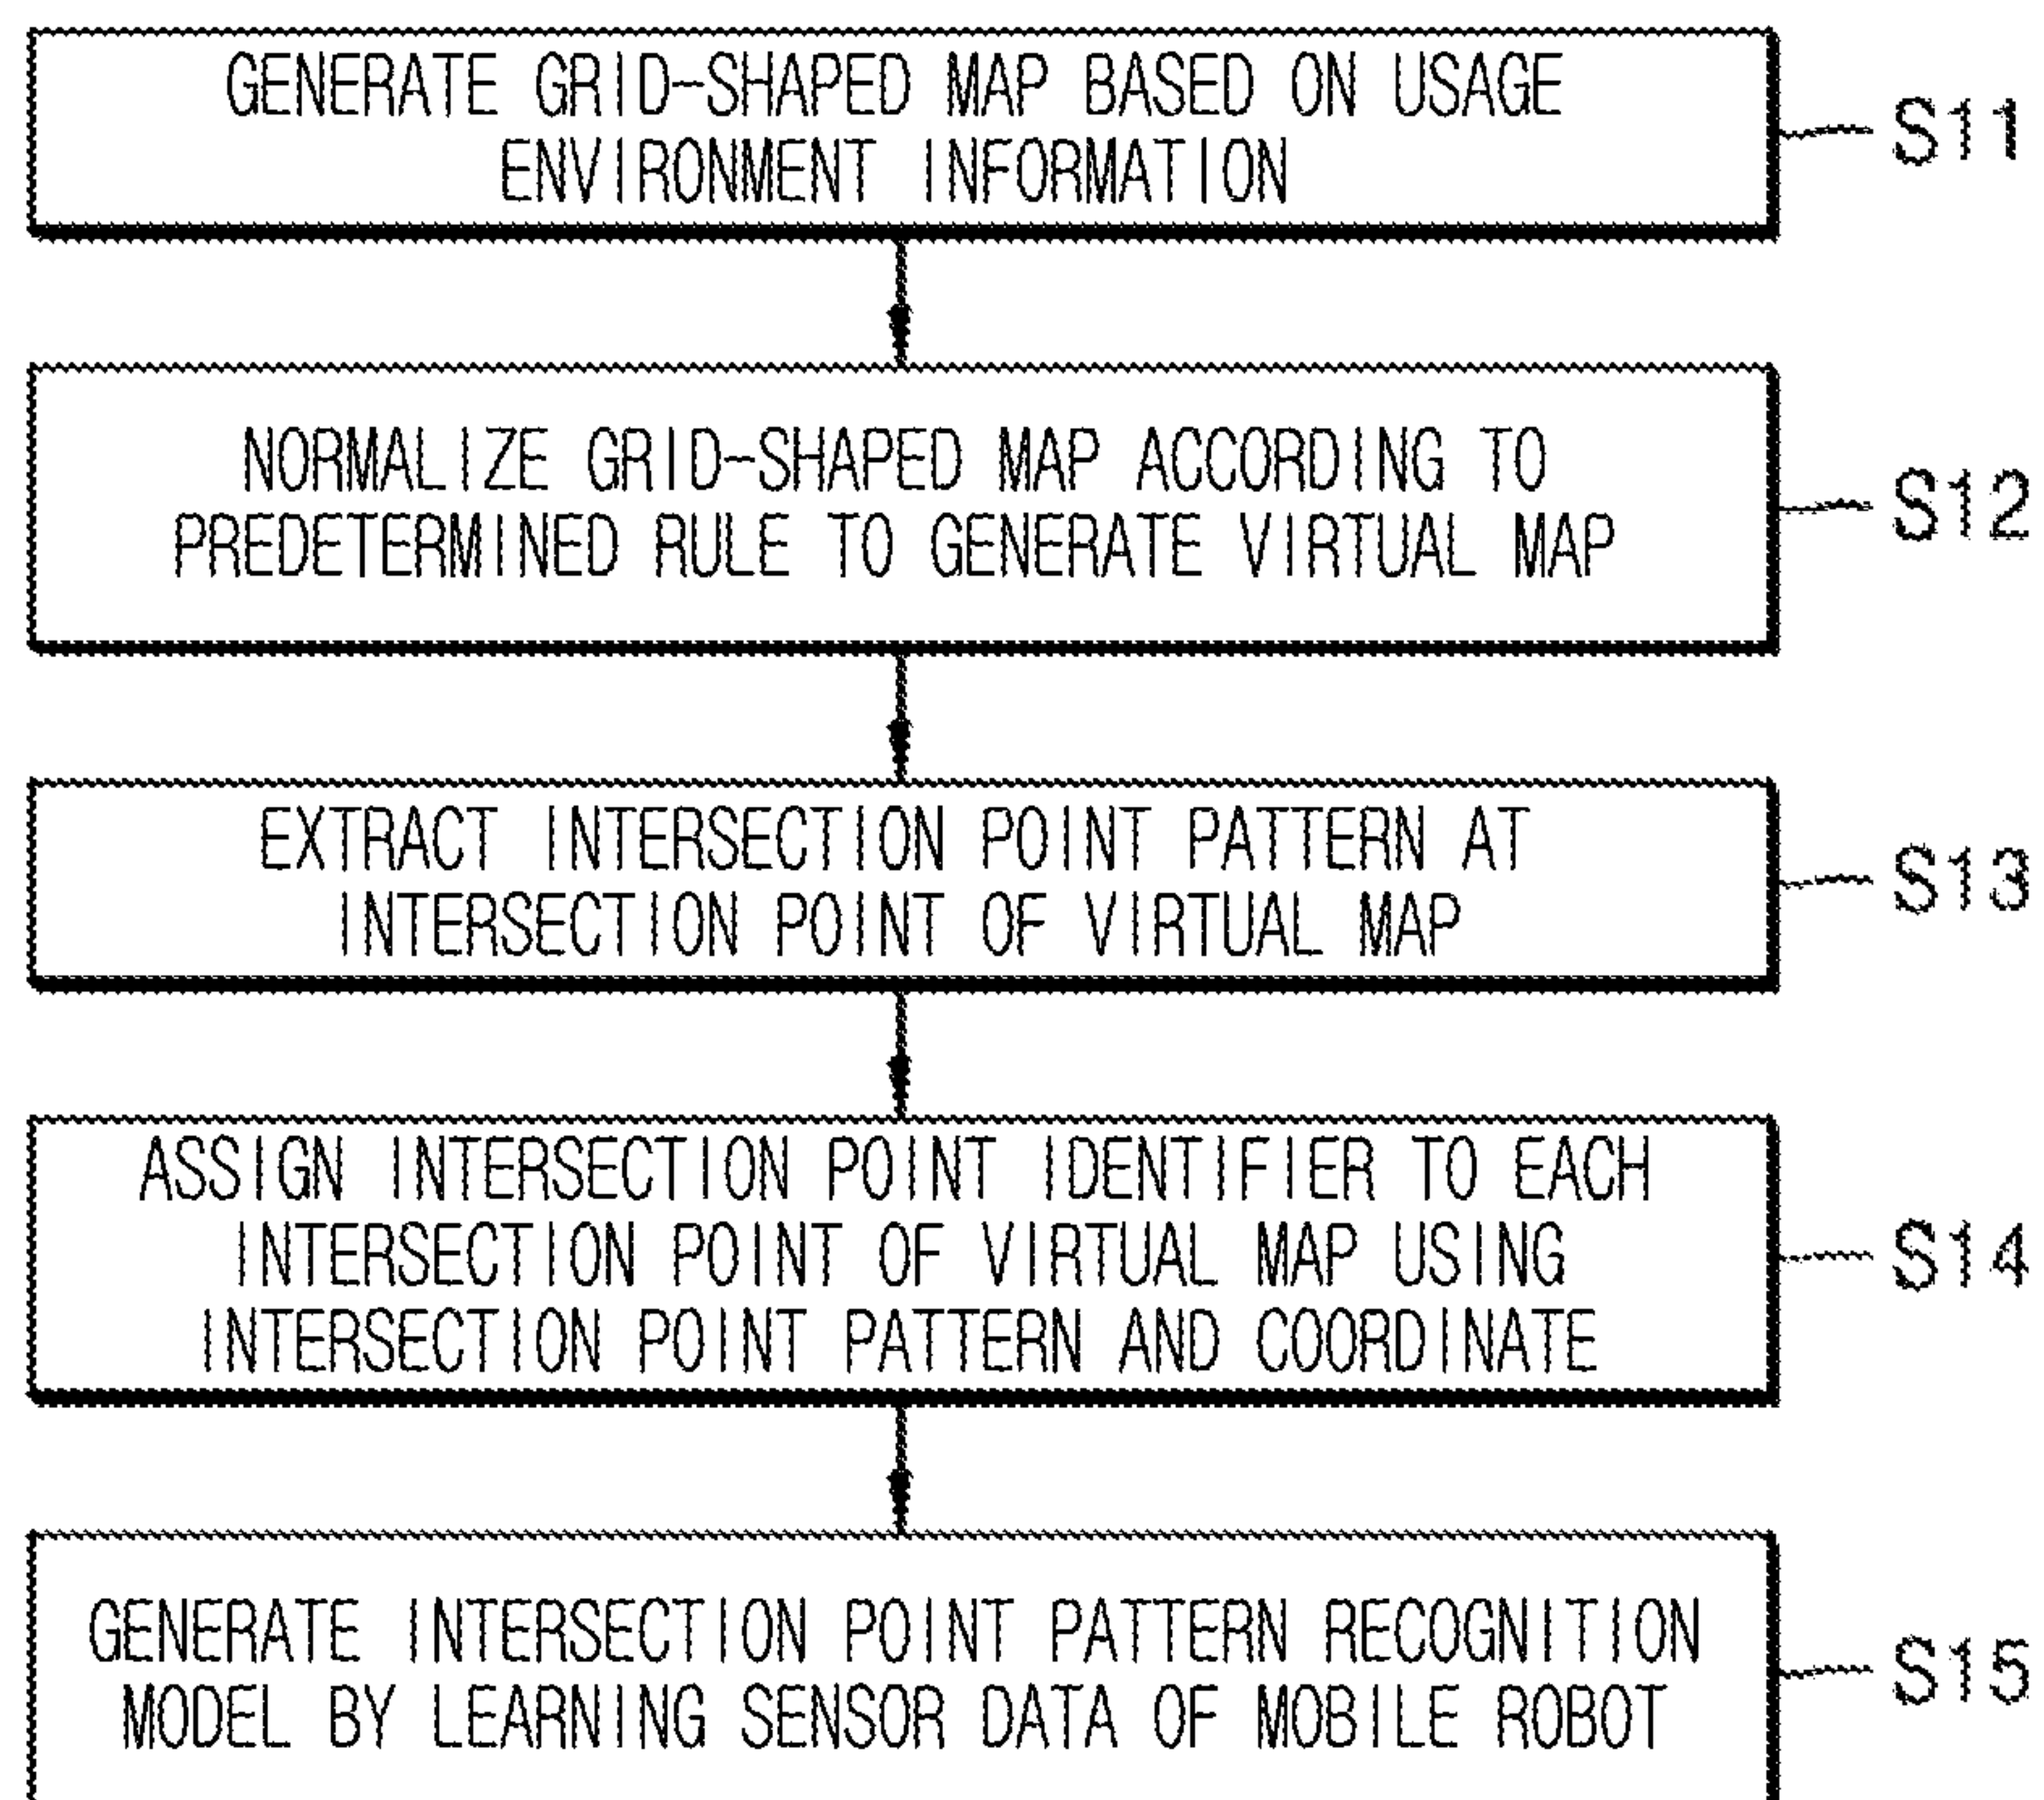 GENERATE GRID-SHAPED MAP BASED ON USAGE
ENVIRONMENT INFORMATION
S11
NORMALIZE GRID-SHAPED MAP ACCORDING TO
PREDETERMINED RULE TO GENERATE VIRTUAL MAP
S12
EXTRACT INTERSECTION POINT PATTERN AT
INTERSECTION POINT OF VIRTUAL MAP
S13
ASSIGN INTERSECTION POINT IDENTIFIER TO EACH
INTERSECTION POINT OF VIRTUAL MAP USING
INTERSECTION POINT PATTERN AND COORDINATE
S14
GENERATE INTERSECTION POINT PATTERN RECOGNITION
MODEL BY LEARNING SENSOR DATA OF MOBILE ROBOT
S15